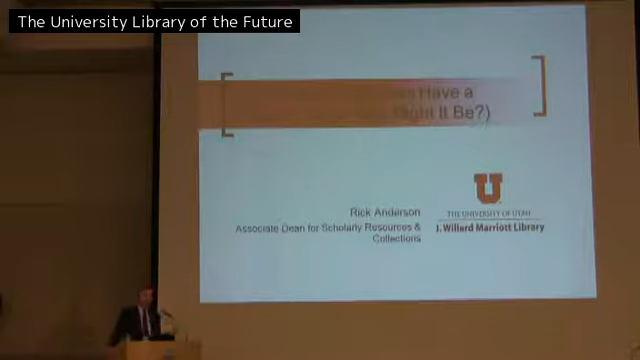 The University Library of the Future
Have a
It Be?)
Rick Anderson
Associate Dean for Scholarly Resources &
Collections
U
THE UNIVERSITY OF UTAH
J. Willard Marriott Library